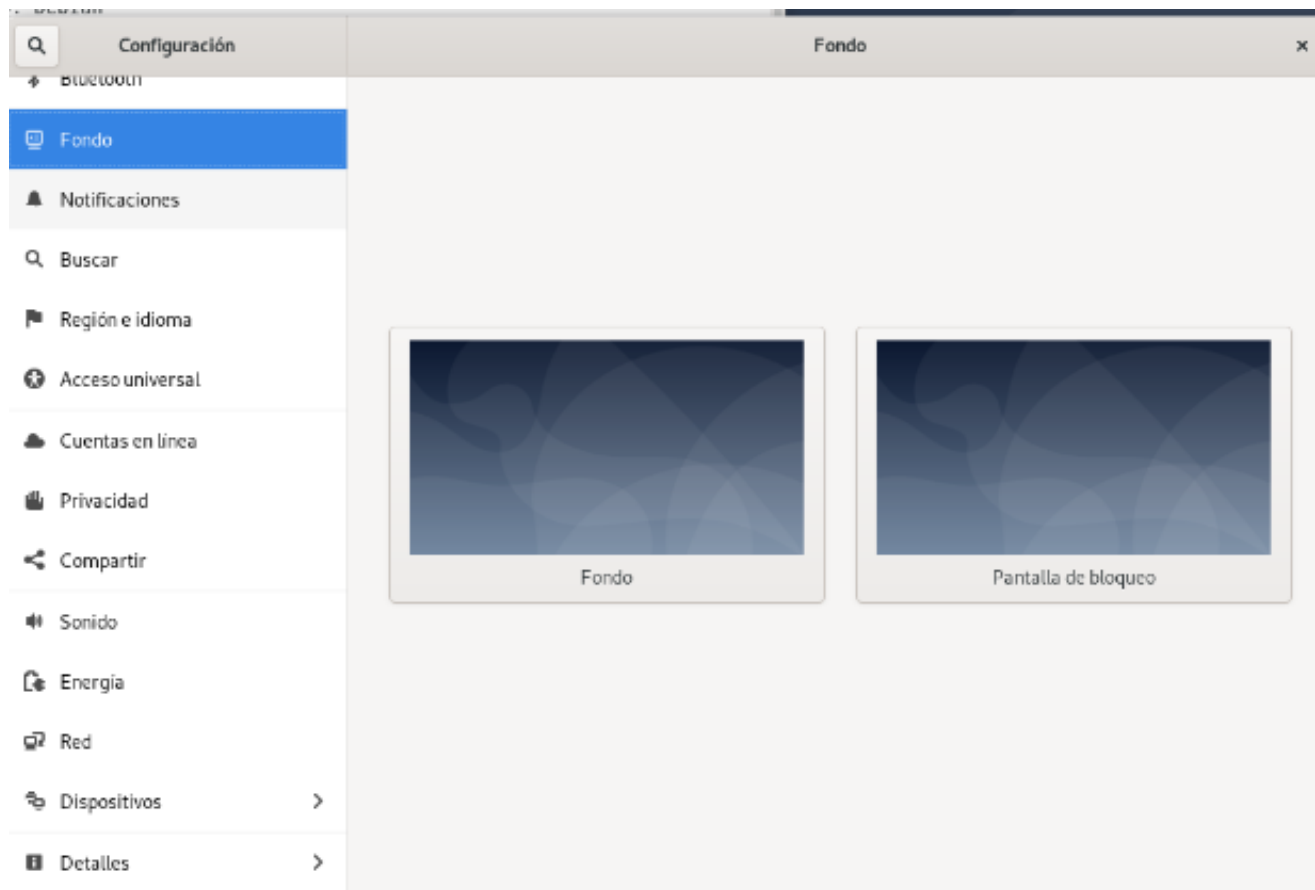 Configuración
Fondo
Bluetooth
Fondo
Notificaciones
Buscar
Región e idioma
Acceso universal
Cuentas en línea
Privacidad
Compartir
Sonido
Energía
Red
Dispositivos
Detalles
Fondo
Pantalla de bloqueo